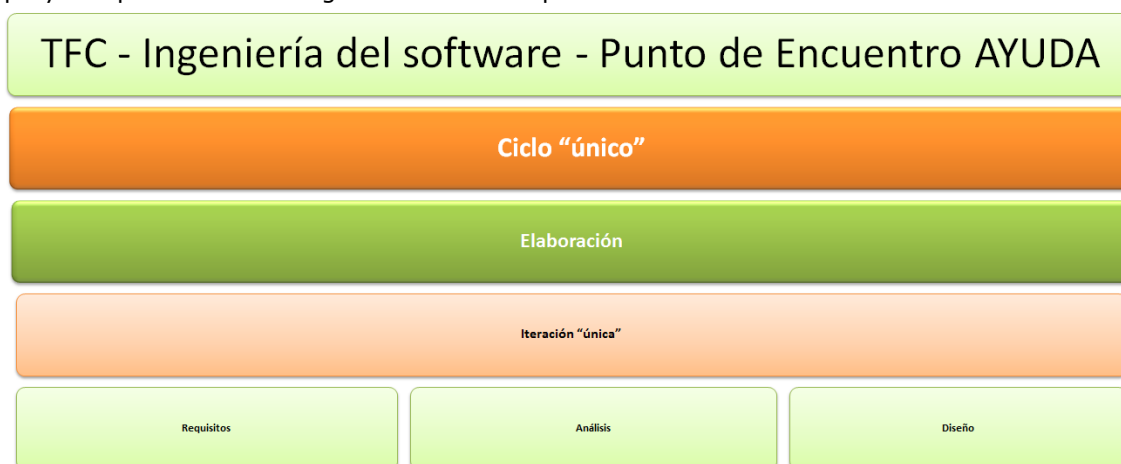 TFC - Ingeniería del software - Punto de Encuentro AYUDA
Ciclo “único”
Elaboración
Iteración “única”
Requisitos Análisis Diseño